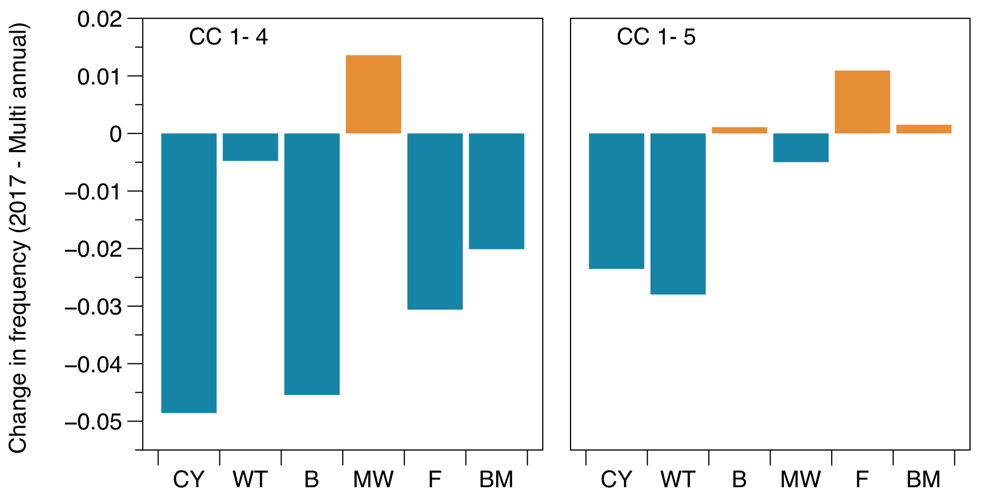 Change in frequency (2017 - Multi annual)
0.02
0.01
0
−0.01
−0.02
−0.03
−0.04
−0.05
CC 1- 4
CY WT B MW F BM
CC 1- 5
CY WT B MW F BM